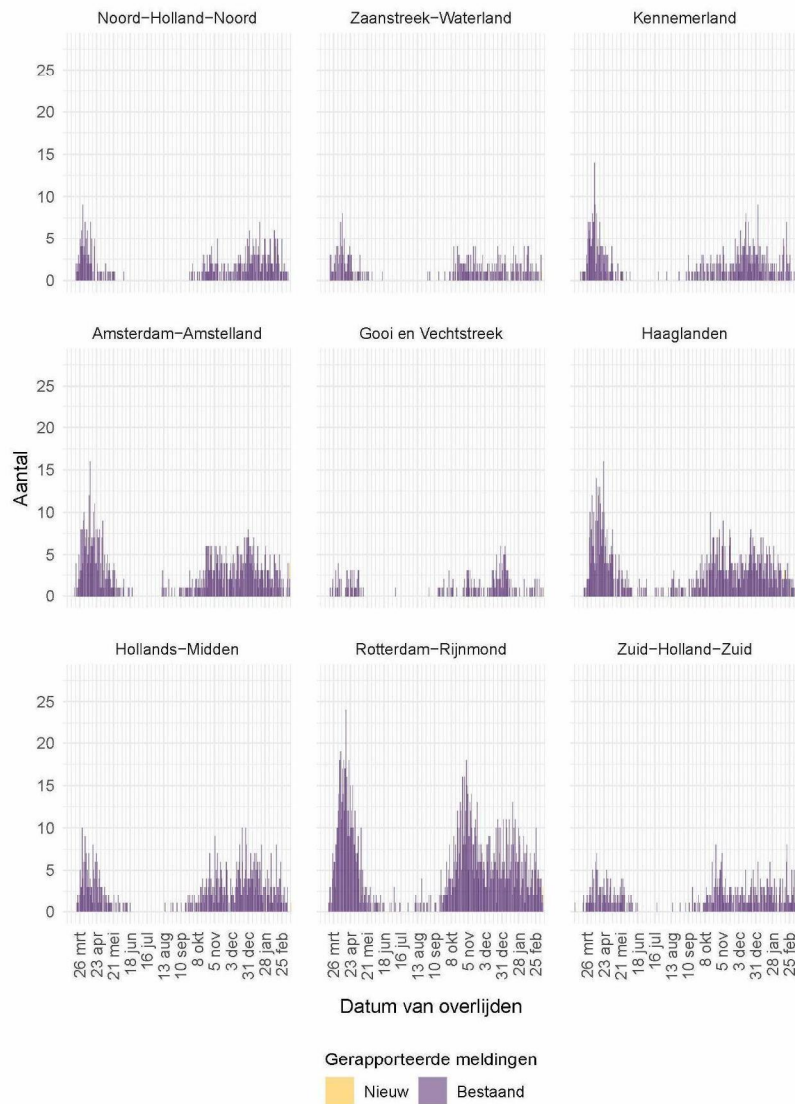 Noord−Holland−Noord
Zaanstreek−Waterland
Kennemerland
25
20
15
10
5
0
Amsterdam−Amstelland
Gooi en Vechtstreek
Haaglanden
25
20
15
10
5
0
Aantal
Hollands−Midden
Rotterdam−Rijnmond
Zuid−Holland−Zuid
25
20
15
10
5
0
26 mrt
23 apr
21 mei
18 jun
16 jul
13 aug
10 sep
8 okt
5 nov
3 dec
31 dec
28 jan
25 feb
26 mrt
23 apr
21 mei
18 jun
16 jul
13 aug
10 sep
8 okt
5 nov
3 dec
31 dec
28 jan
25 feb
26 mrt
23 apr
21 mei
18 jun
16 jul
13 aug
10 sep
8 okt
5 nov
3 dec
31 dec
28 jan
25 feb
Datum van overlijden
Gerapporteerde meldingen
Nieuw
Bestaand